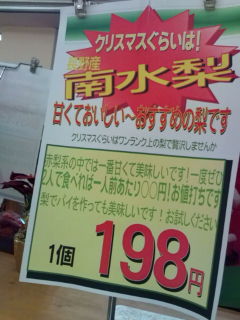 クリスマスぐらいは!
長野産
南水梨
甘くておいしい~おすすめの梨です
クリスマスぐらいはワンランク上の梨で贅沢しませんか
赤梨系の中では一番甘くて美味しいです!一度ぜひ
2人で食べれば一人前あたり○○円!お値打ちです
梨でパイを作っても美味しいです!お試しください
1個 198円